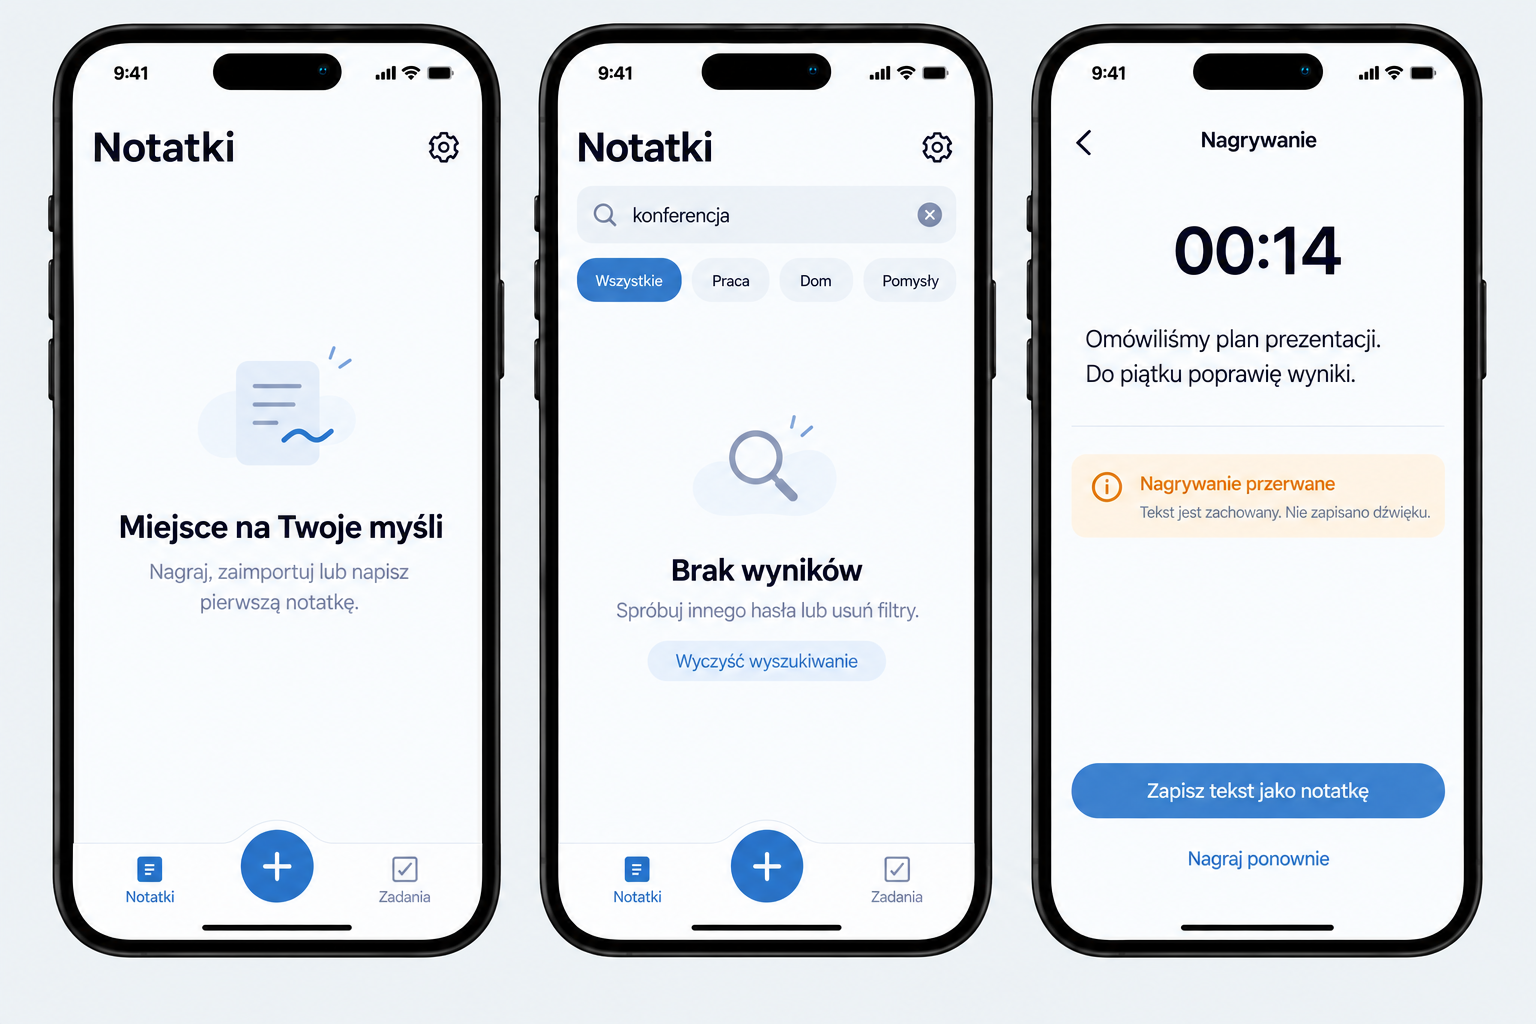 9:41
Notatki
Miejsce na Twoje myśli
Nagraj, zaimportuj lub napisz
pierwszą notatkę.
Notatki
Zadania
9:41
Notatki
konferencja
Wszystkie
Praca
Dom
Pomysły
Brak wyników
Spróbuj innego hasła lub usuń filtry.
Wyczyść wyszukiwanie
Notatki
Zadania
9:41
Nagrywanie
00:14
Omówiliśmy plan prezentacji.
Do piątku poprawię wyniki.
Nagrywanie przerwane
Tekst jest zachowany. Nie zapisano dźwięku.
Zapisz tekst jako notatkę
Nagraj ponownie